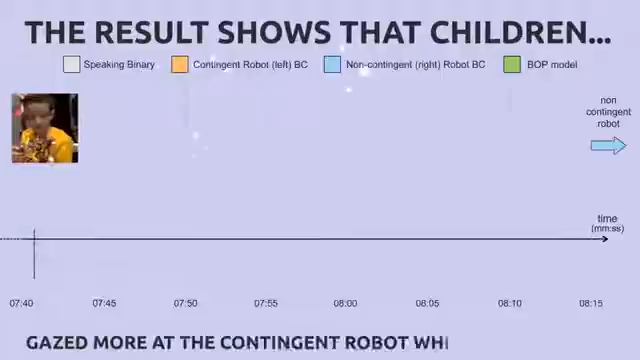 THE RESULT SHOWS THAT CHILDREN...
Speaking Binary Contingent Robot (left) BC Non-contingent (right) Robot BC BOP model
non
contingent
robot
time
(mm:ss)
07:40 07:45 07:50 07:55 08:00 08:05 08:10 08:15
GAZED MORE AT THE CONTINGENT ROBOT WHI